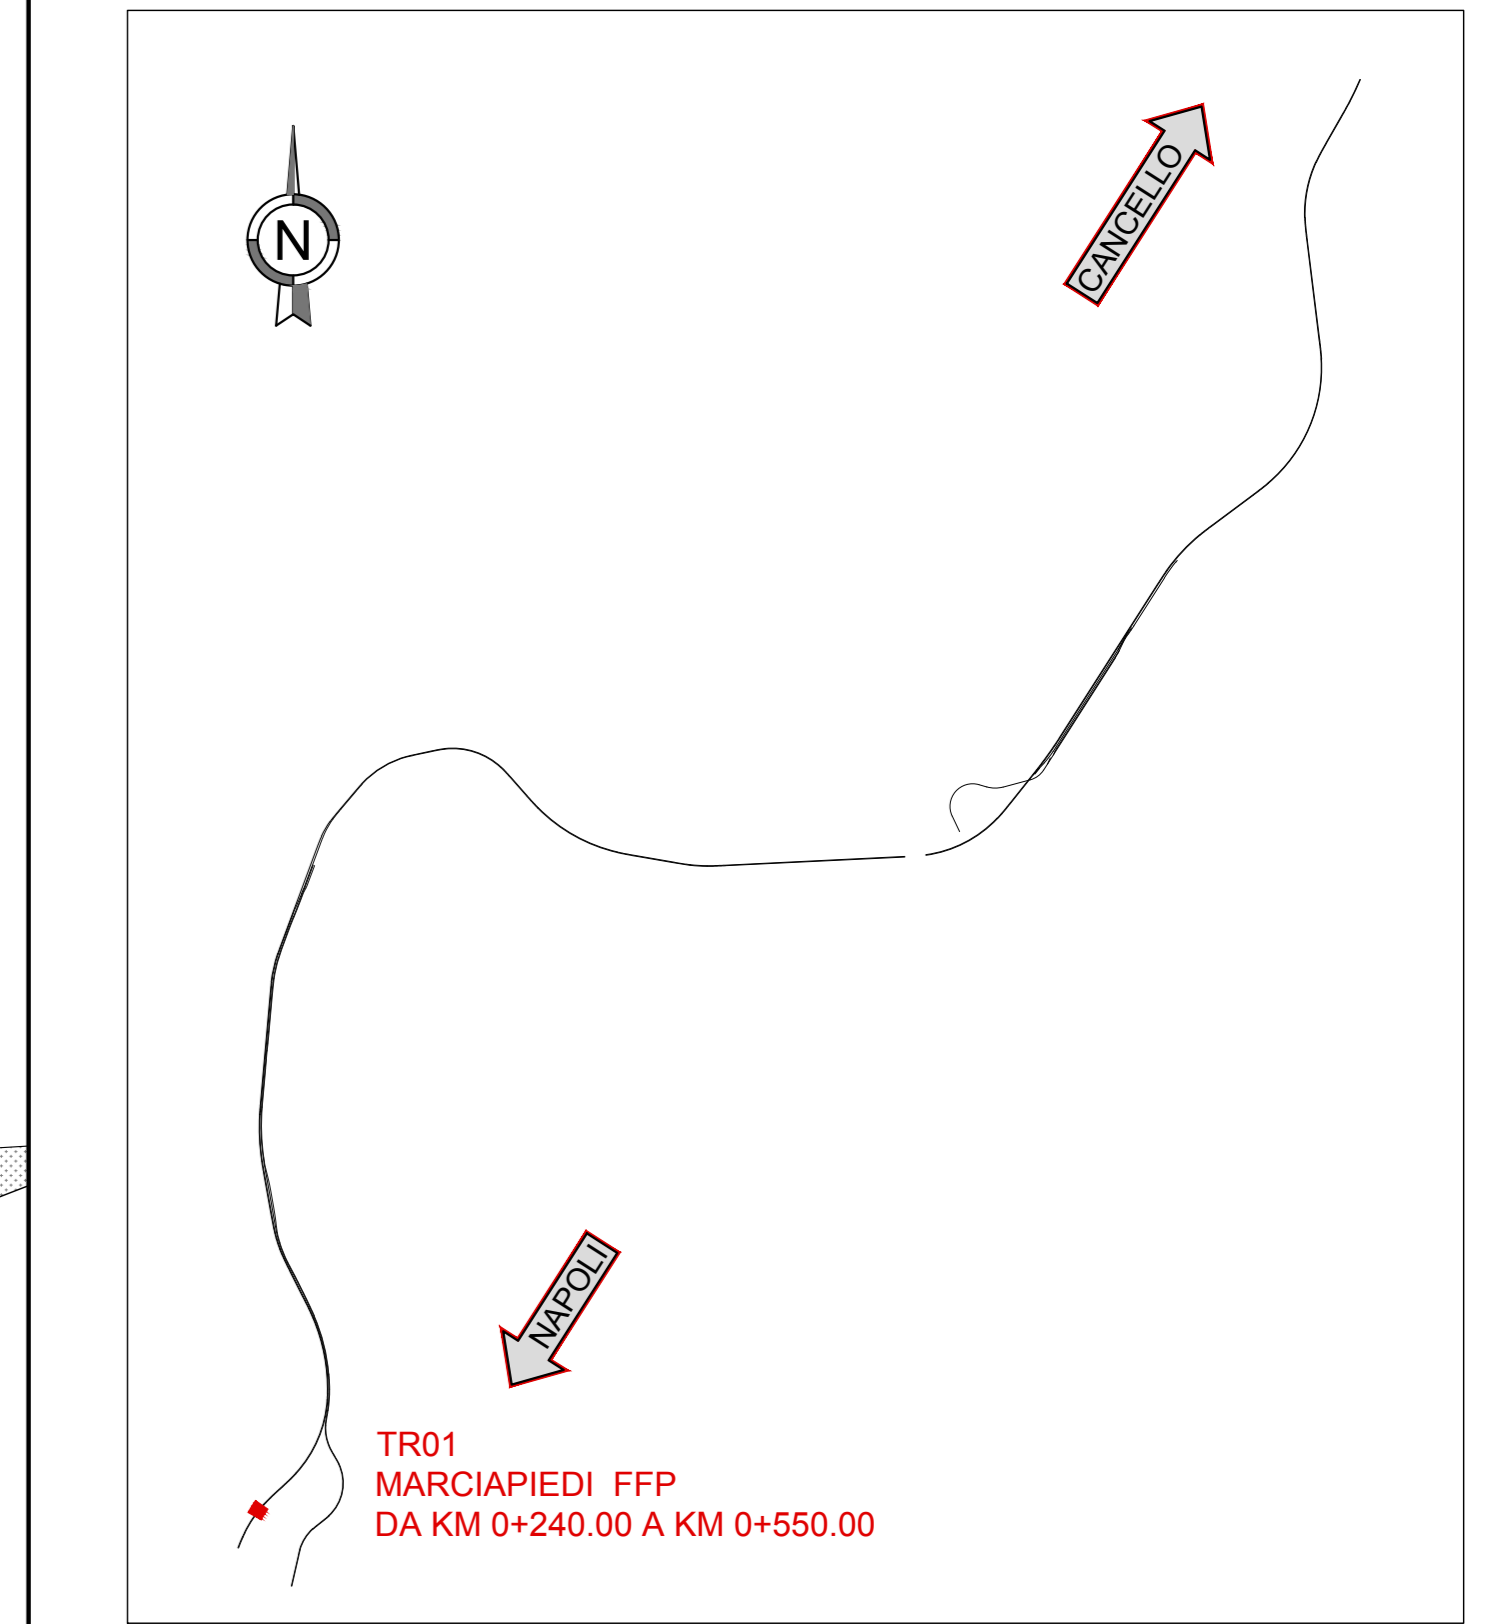 N
CANCELLO
NAPOLI
TR01
MARCIAPIEDI FFP
DA KM 0+240.00 A KM 0+550.00